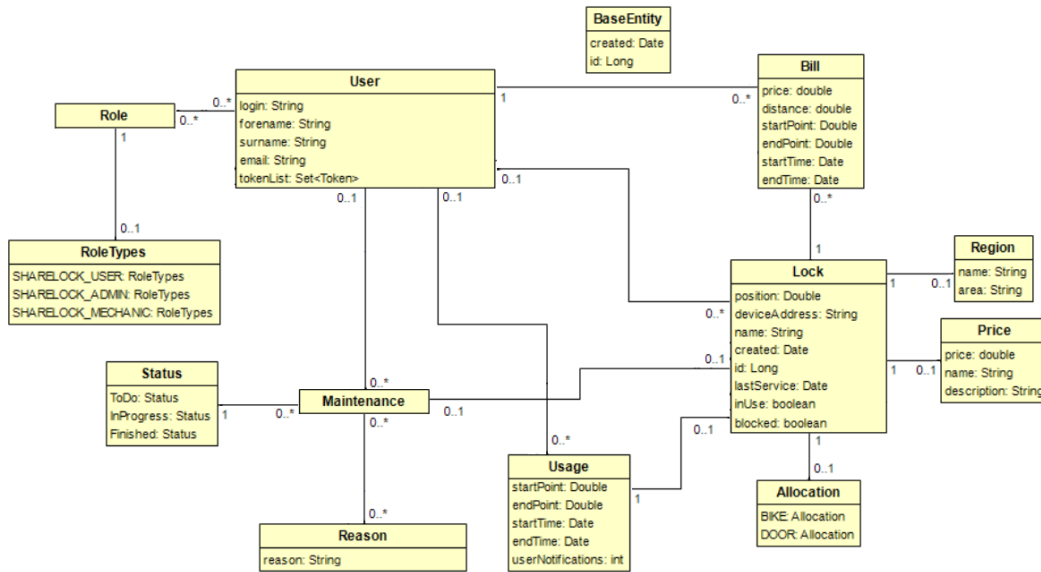 BaseEntity
created: Date
id: Long
User
login: String
forename: String
surname: String
email: String
tokenList: Set<Token>
Bill
price: double
distance: double
startPoint: Double
endPoint: Double
startTime: Date
endTime: Date
Role
0..*
0..*
1
0..*
1
0..1
0..1
0..1
0..*
1
0..1
RoleTypes
SHARELOCK_USER: RoleTypes
SHARELOCK_ADMIN: RoleTypes
SHARELOCK_MECHANIC: RoleTypes
Lock
position: Double
deviceAddress: String
name: String
created: Date
id: Long
lastService: Date
inUse: boolean
blocked: boolean
0..*
0..1
0..1
1
0..1
Region
name: String
area: String
1
0..1
Price
price: double
name: String
description: String
Status
ToDo: Status
InProgress: Status
Finished: Status
1
0..*
0..*
Maintenance
0..1
0..*
0..*
Reason
reason: String
0..*
Usage
startPoint: Double
endPoint: Double
startTime: Date
endTime: Date
userNotifications: int
1
1
0..1
Allocation
BIKE: Allocation
DOOR: Allocation